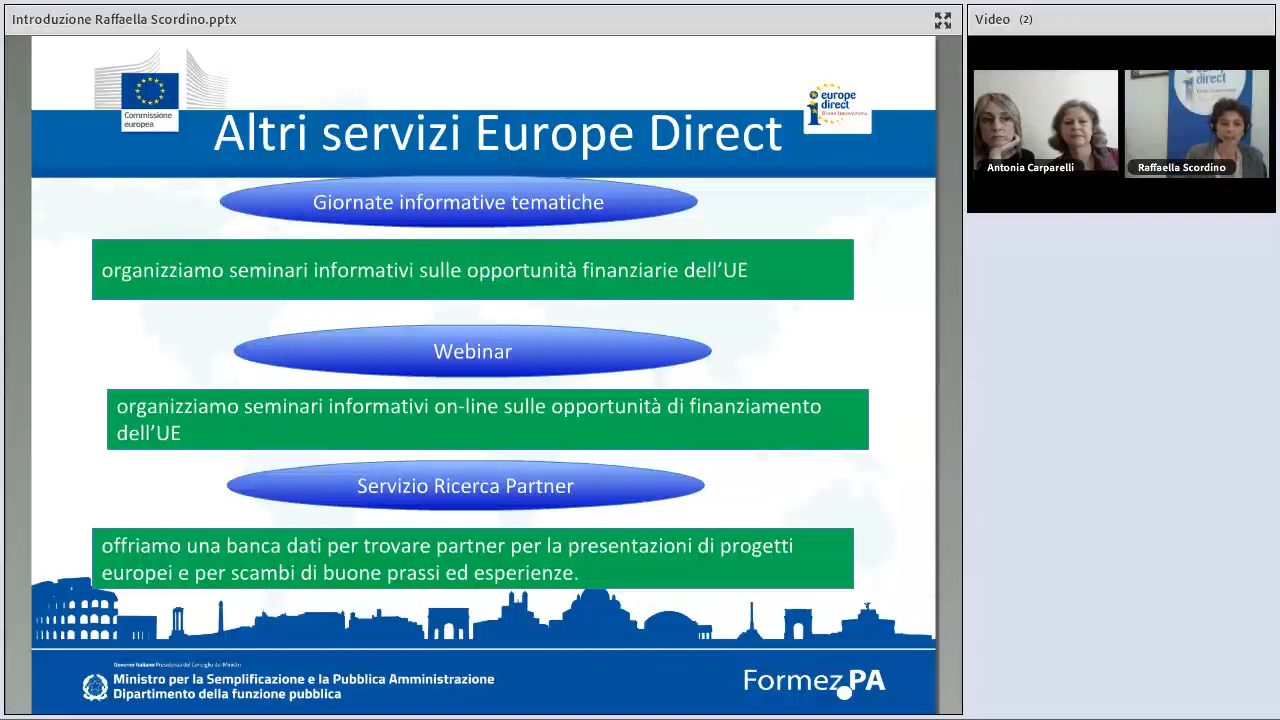 Introduzione Raffaella Scordino.pptx
Video (2)
Commissione
europea
europe
direct
Altri servizi Europe Direct
Antonia Carparelli
Raffaella Scordino
Giornate informative tematiche
organizziamo seminari informativi sulle opportunità finanziarie dell’UE
Webinar
organizziamo seminari informativi on-line sulle opportunità di finanziamento
dell’UE
Servizio Ricerca Partner
offriamo una banca dati per trovare partner per la presentazioni di progetti
europei e per scambi di buone prassi ed esperienze.
Governo Italiano Presidenza del Consiglio dei Ministri
Ministro per la Semplificazione e la Pubblica Amministrazione
Dipartimento della funzione pubblica
Formez.PA